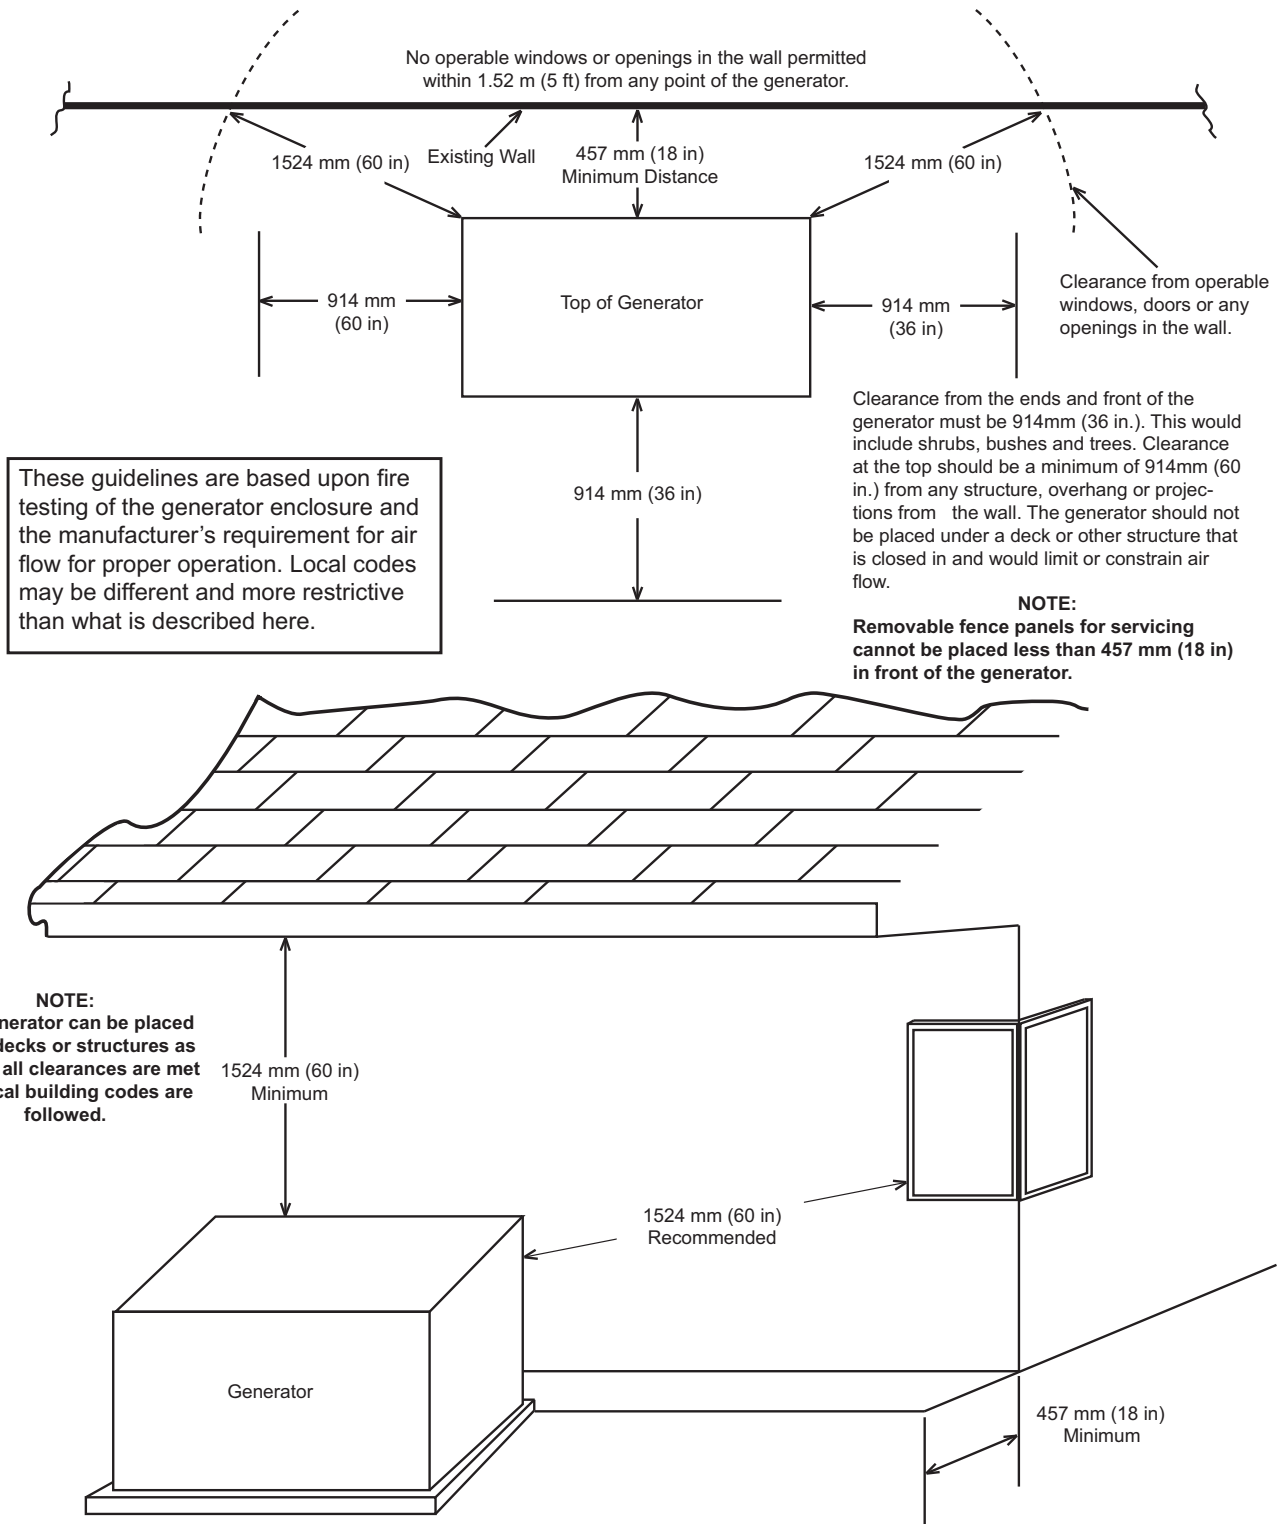 No operable windows or openings in the wall permitted
within 1.52 m (5 ft) from any point of the generator.
1524 mm (60 in)
Existing Wall
457 mm (18 in)
Minimum Distance
1524 mm (60 in)
914 mm
(60 in)
Top of Generator
914 mm
(36 in)
Clearance from operable
windows, doors or any
openings in the wall.
914 mm (36 in)
These guidelines are based upon fire
testing of the generator enclosure and
the manufacturer's requirement for air
flow for proper operation. Local codes
may be different and more restrictive
than what is described here.
Clearance from the ends and front of the
generator must be 914mm (36 in.). This would
include shrubs, bushes and trees. Clearance
at the top should be a minimum of 914mm (60
in.) from any structure, overhang or projec-
tions from the wall. The generator should not
be placed under a deck or other structure that
is closed in and would limit or constrain air
flow.
NOTE:
Removable fence panels for servicing
cannot be placed less than 457 mm (18 in)
in front of the generator.
NOTE:
nerator can be placed
decks or structures as
all clearances are met
cal building codes are
followed.
1524 mm (60 in)
Minimum
1524 mm (60 in)
Recommended
Generator
457 mm (18 in)
Minimum